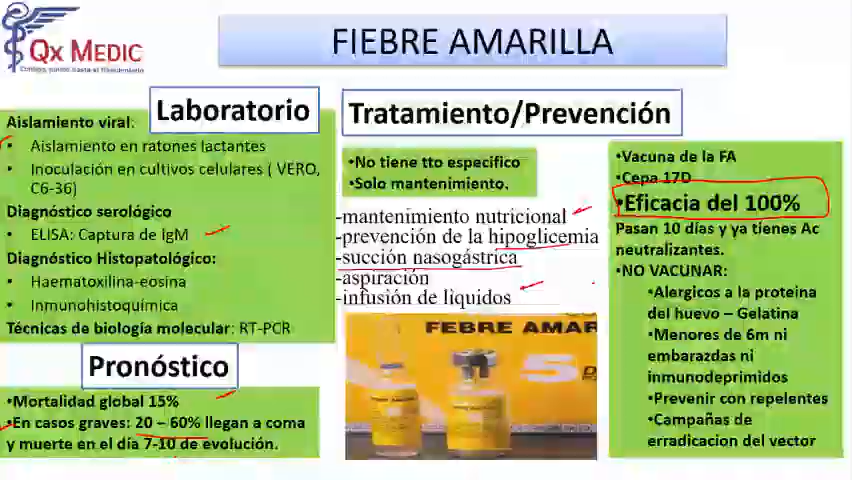 Qx MEDIC
FIEBRE AMARILLA
Laboratorio
Aislamiento viral:
• Aislamiento en ratones lactantes
• Inoculación en cultivos celulares ( VERO,
C6-36)
Diagnóstico serológico
• ELISA: Captura de IgM
Diagnóstico Histopatológico:
• Haematoxilina-eosina
• Inmunohistoquímica
Técnicas de biología molecular: RT-PCR
Pronóstico
•Mortalidad global 15%
•En casos graves: 20 – 60% llegan a coma
y muerte en el dia 7-10 de evolución.
Tratamiento/Prevención
•No tiene tto especifico
•Solo mantenimiento.
-mantenimiento nutricional
-prevención de la hipoglicemia
-succión nasogástrica
-aspiración
-infusión de liquidos
FEBRE AMAR
5 D
•Vacuna de la FA
•Cepa 17D
•Eficacia del 100%
Pasan 10 días y ya tienes Ac
neutralizantes.
•NO VACUNAR:
•Alergicos a la proteina
del huevo – Gelatina
•Menores de 6m ni
embarazdas ni
inmunodeprimidos
•Prevenir con repelentes
•Campañas de
erradicacion del vector